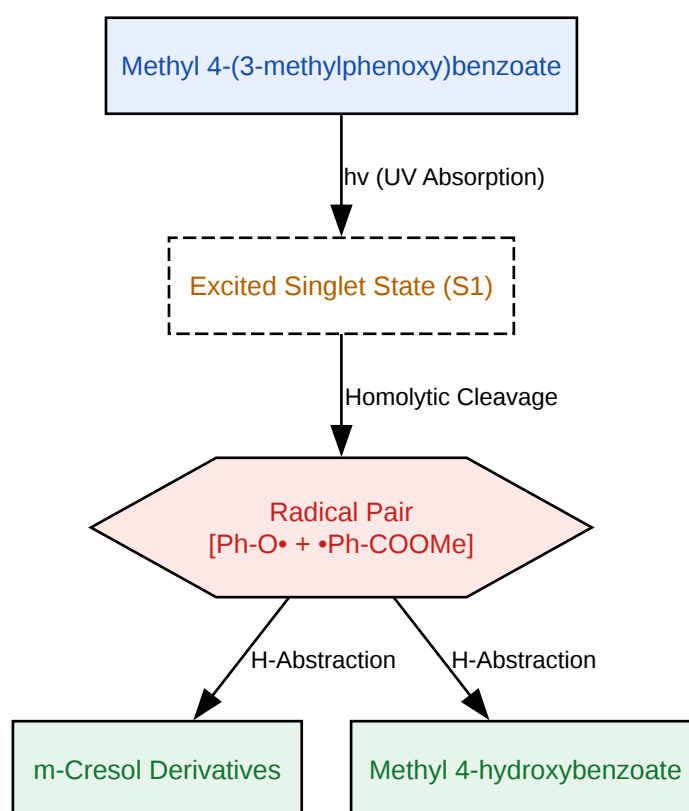 Methyl 4-(3-methylphenoxy)benzoate
hv (UV Absorption)
Excited Singlet State (S1)
Homolytic Cleavage
Radical Pair
[Ph-O• + •Ph-COOMe]
H-Abstraction
H-Abstraction
m-Cresol Derivatives
Methyl 4-hydroxybenzoate